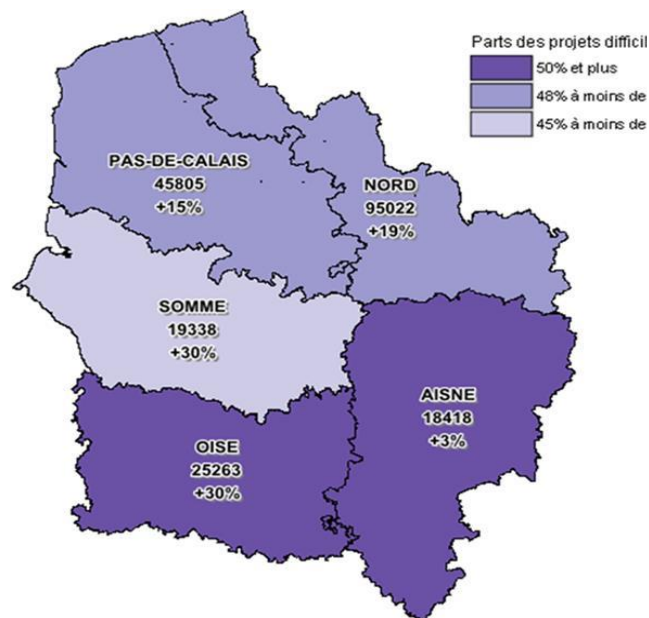 Parts des projets difficil
50% et plus
48% à moins de
45% à moins de
PAS-DE-CALAIS
45805
+15%
NORD
95022
+19%
SOMME
19338
+30%
AISNE
18418
+3%
OISE
25263
+30%